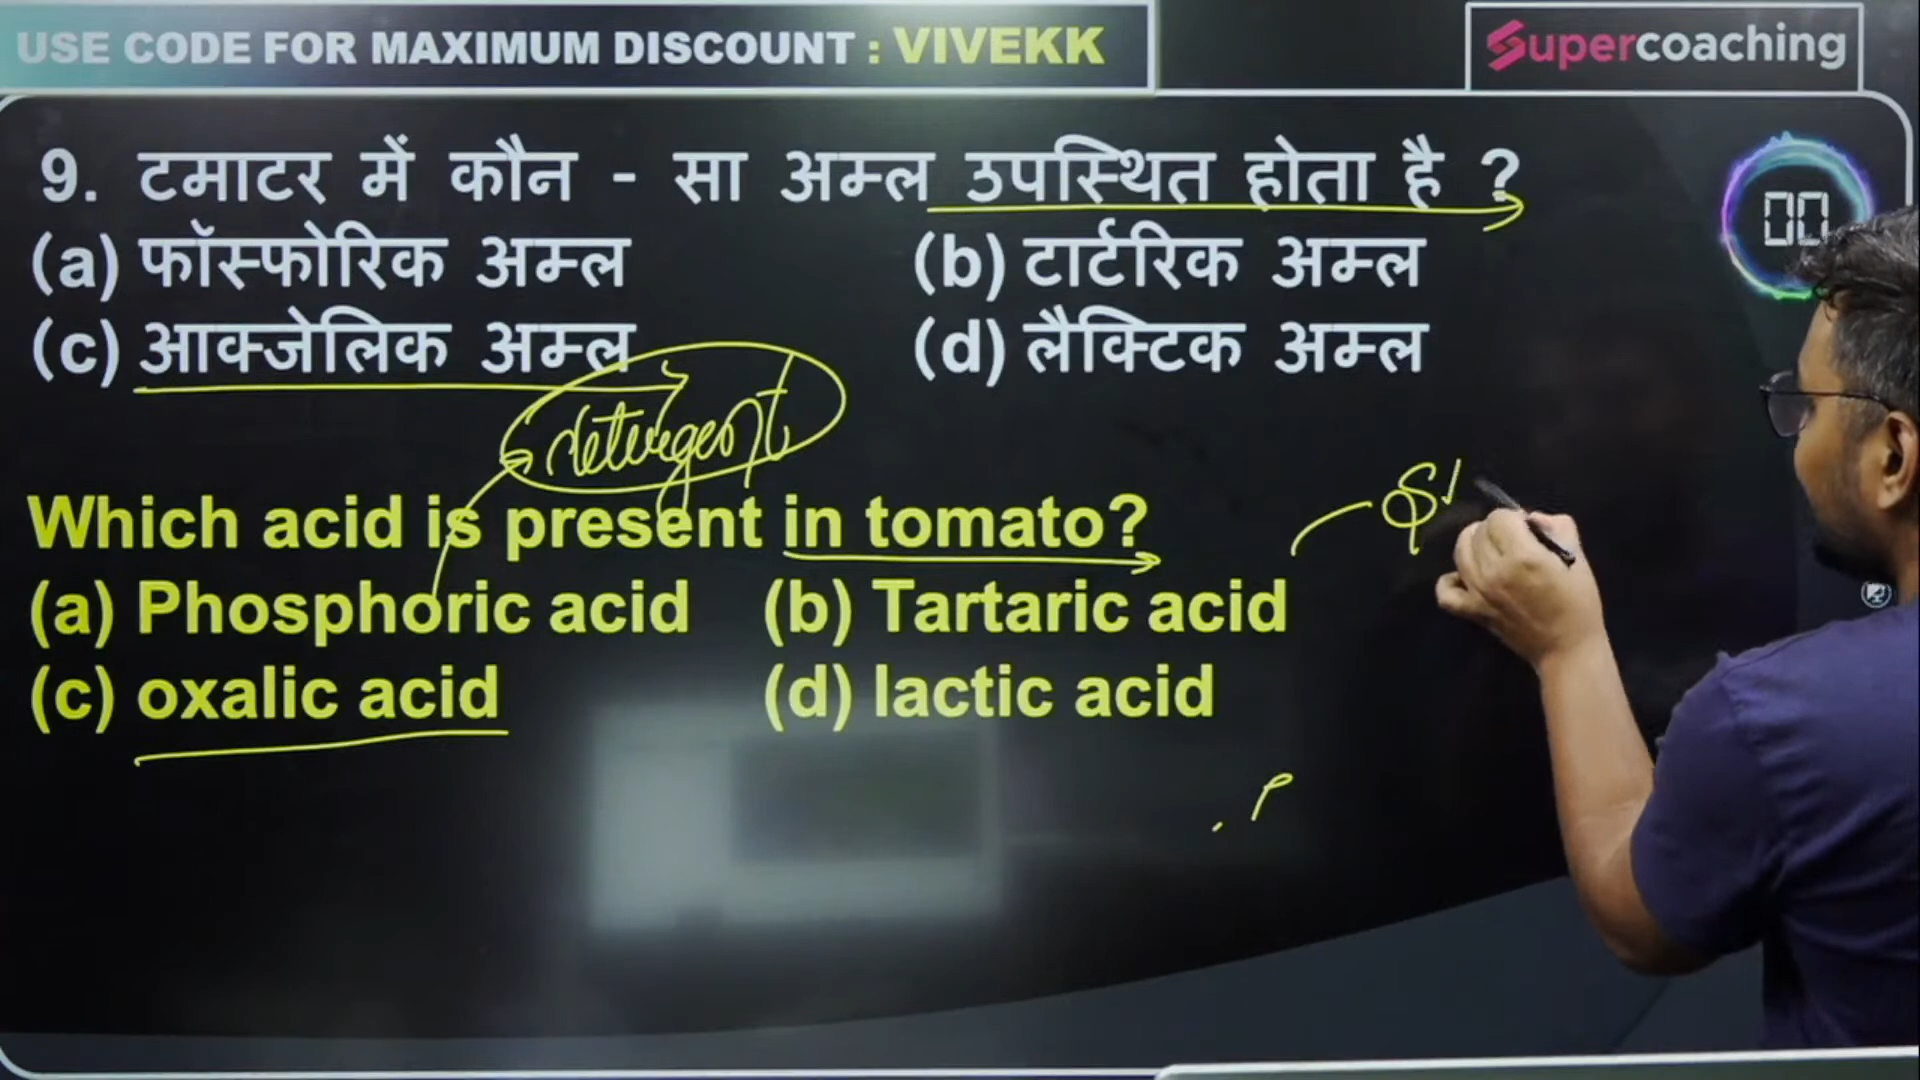 USE CODE FOR MAXIMUM DISCOUNT : VIVEKK
Supercoaching
9. टमाटर में कौन - सा अम्ल उपस्थित होता है ?
00
(a) फॉस्फोरिक अम्ल (b) टार्टरिक अम्ल
(c) आक्जेलिक अम्ल (d) लैक्टिक अम्ल
detergent
Which acid is present in tomato?
(a) Phosphoric acid (b) Tartaric acid
(c) oxalic acid (d) lactic acid